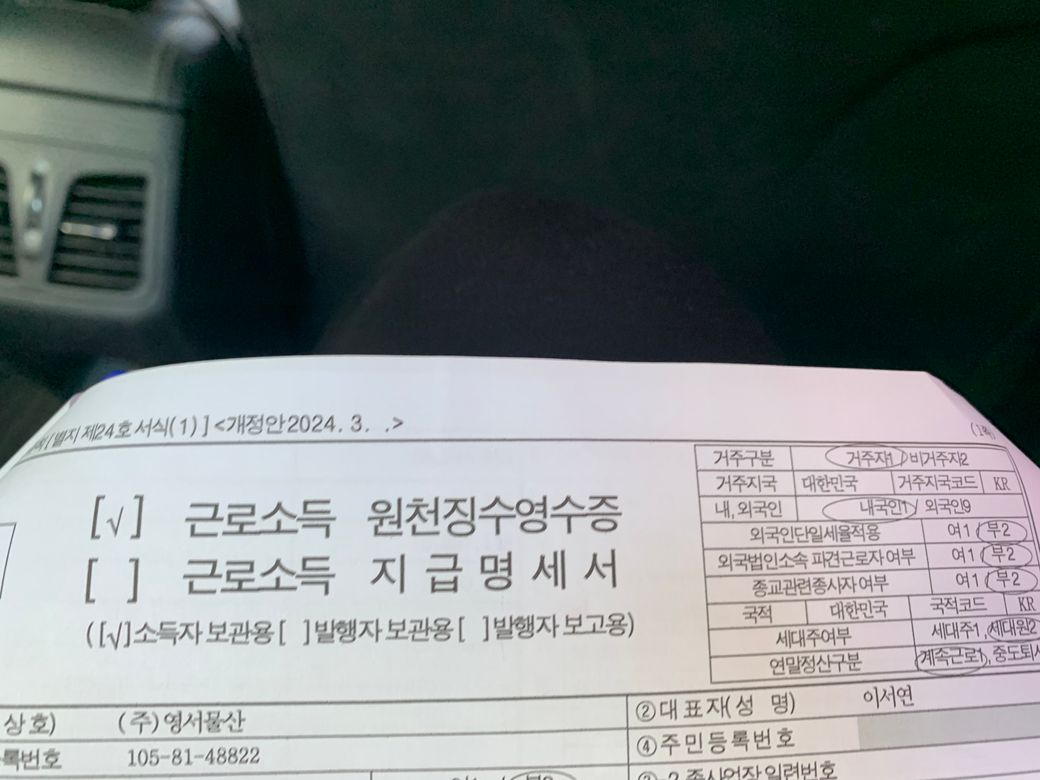 [별지 제24호 서식(1)] <개정안 2024. 3. .>
거주구분 거주자1 / 비거주자2
거주지국 대한민국 거주지국코드 KR
[√] 근로소득 원천징수영수증
내, 외국인 내국인1 / 외국인9
외국인단일세율적용 여1 / 부2
[ ] 근로소득 지 급 명 세 서
외국법인소속 파견근로자 여부 여1 / 부2
종교관련종사자 여부 여1 / 부2
국적 대한민국 국적코드 KR
([√]소득자 보관용 [ ]발행자 보관용 [ ]발행자 보고용)
세대주여부 세대주1, 세대원2
연말정산구분 계속근로1, 중도퇴사
상 호) (주)영서물산 ②대 표 자( 성 명) 이서연
록번호 105-81-48822 ④주 민 등 록 번 호